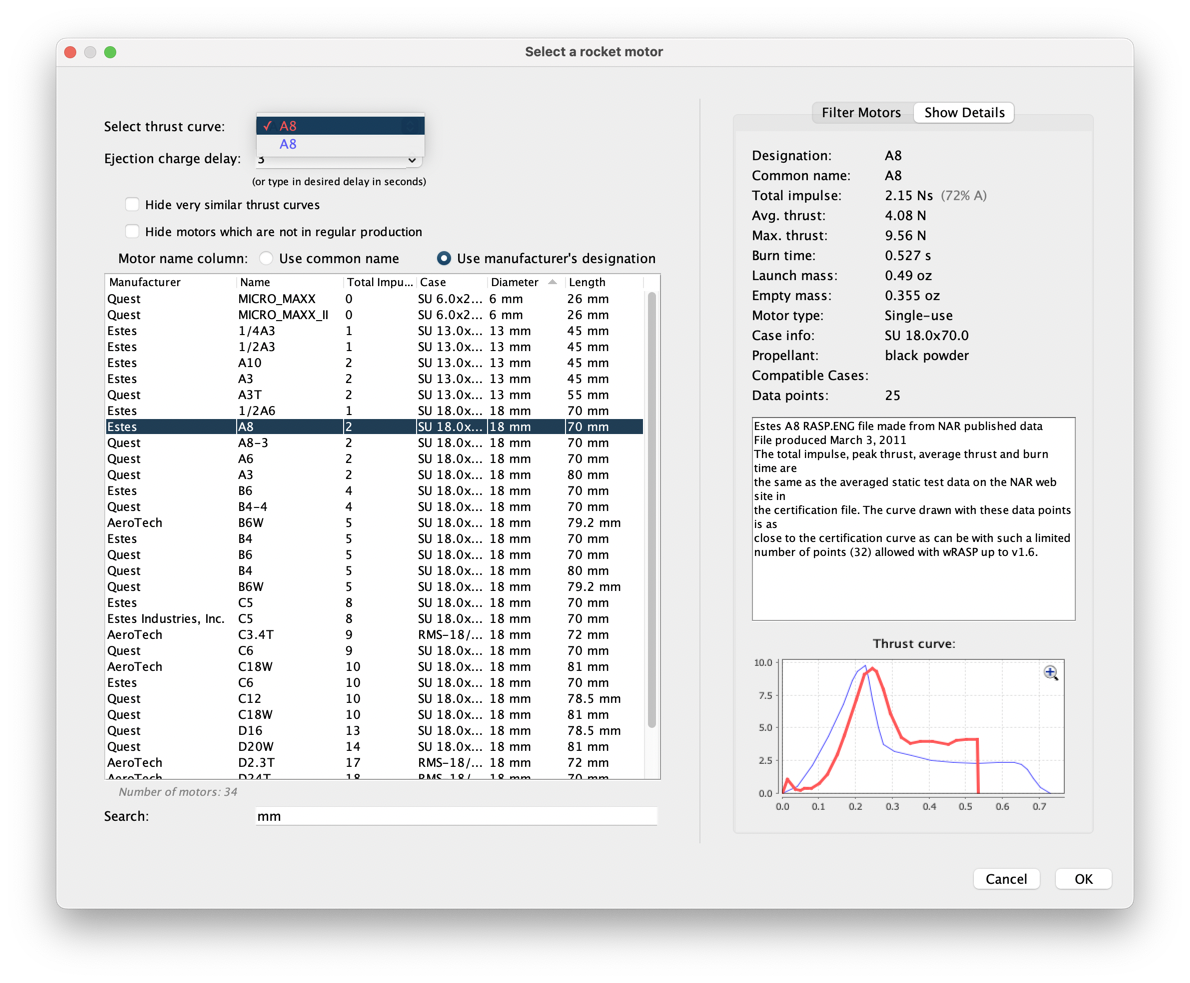 Select a rocket motor
Select thrust curve:
✓ A8
A8
Ejection charge delay:
3
(or type in desired delay in seconds)
Hide very similar thrust curves
Hide motors which are not in regular production
Motor name column: Use common name Use manufacturer's designation
Manufacturer Name Total Impu... Case Diameter Length
Quest MICRO_MAXX 0 SU 6.0x2... 6 mm 26 mm
Quest MICRO_MAXX_II 0 SU 6.0x2... 6 mm 26 mm
Estes 1/4A3 1 SU 13.0x... 13 mm 45 mm
Estes 1/2A3 1 SU 13.0x... 13 mm 45 mm
Estes A10 2 SU 13.0x... 13 mm 45 mm
Estes A3 2 SU 13.0x... 13 mm 45 mm
Quest A3T 2 SU 13.0x... 13 mm 55 mm
Estes 1/2A6 1 SU 18.0x... 18 mm 70 mm
Estes A8 2 SU 18.0x... 18 mm 70 mm
Quest A8-3 2 SU 18.0x... 18 mm 70 mm
Quest A6 2 SU 18.0x... 18 mm 70 mm
Quest A3 2 SU 18.0x... 18 mm 80 mm
Estes B6 4 SU 18.0x... 18 mm 70 mm
Quest B4-4 4 SU 18.0x... 18 mm 70 mm
AeroTech B6W 5 SU 18.0x... 18 mm 79.2 mm
Estes B4 5 SU 18.0x... 18 mm 70 mm
Quest B6 5 SU 18.0x... 18 mm 70 mm
Quest B4 5 SU 18.0x... 18 mm 80 mm
Quest B6W 5 SU 18.0x... 18 mm 79.2 mm
Estes C5 8 SU 18.0x... 18 mm 70 mm
Estes Industries, Inc. C5 8 SU 18.0x... 18 mm 70 mm
AeroTech C3.4T 9 RMS-18/... 18 mm 72 mm
Quest C6 9 SU 18.0x... 18 mm 70 mm
AeroTech C18W 10 SU 18.0x... 18 mm 81 mm
Estes C6 10 SU 18.0x... 18 mm 70 mm
Quest C12 10 SU 18.0x... 18 mm 78.5 mm
Quest C18W 10 SU 18.0x... 18 mm 81 mm
Quest D16 13 SU 18.0x... 18 mm 78.5 mm
Quest D20W 14 SU 18.0x... 18 mm 81 mm
AeroTech D2.3T 17 RMS-18/... 18 mm 72 mm
AeroTech D24T 18 RMS-18/... 18 mm 70 mm
Number of motors: 34
Search: mm
Filter Motors Show Details
Designation: A8
Common name: A8
Total impulse: 2.15 Ns (72% A)
Avg. thrust: 4.08 N
Max. thrust: 9.56 N
Burn time: 0.527 s
Launch mass: 0.49 oz
Empty mass: 0.355 oz
Motor type: Single-use
Case info: SU 18.0x70.0
Propellant: black powder
Compatible Cases:
Data points: 25
Estes A8 RASP.ENG file made from NAR published data
File produced March 3, 2011
The total impulse, peak thrust, average thrust and burn
time are
the same as the averaged static test data on the NAR web
site in
the certification file. The curve drawn with these data points
is as
close to the certification curve as can be with such a limited
number of points (32) allowed with wRASP up to v1.6.
Thrust curve:
10.0
7.5
5.0
2.5
0.0
0.0 0.1 0.2 0.3 0.4 0.5 0.6 0.7
Cancel OK